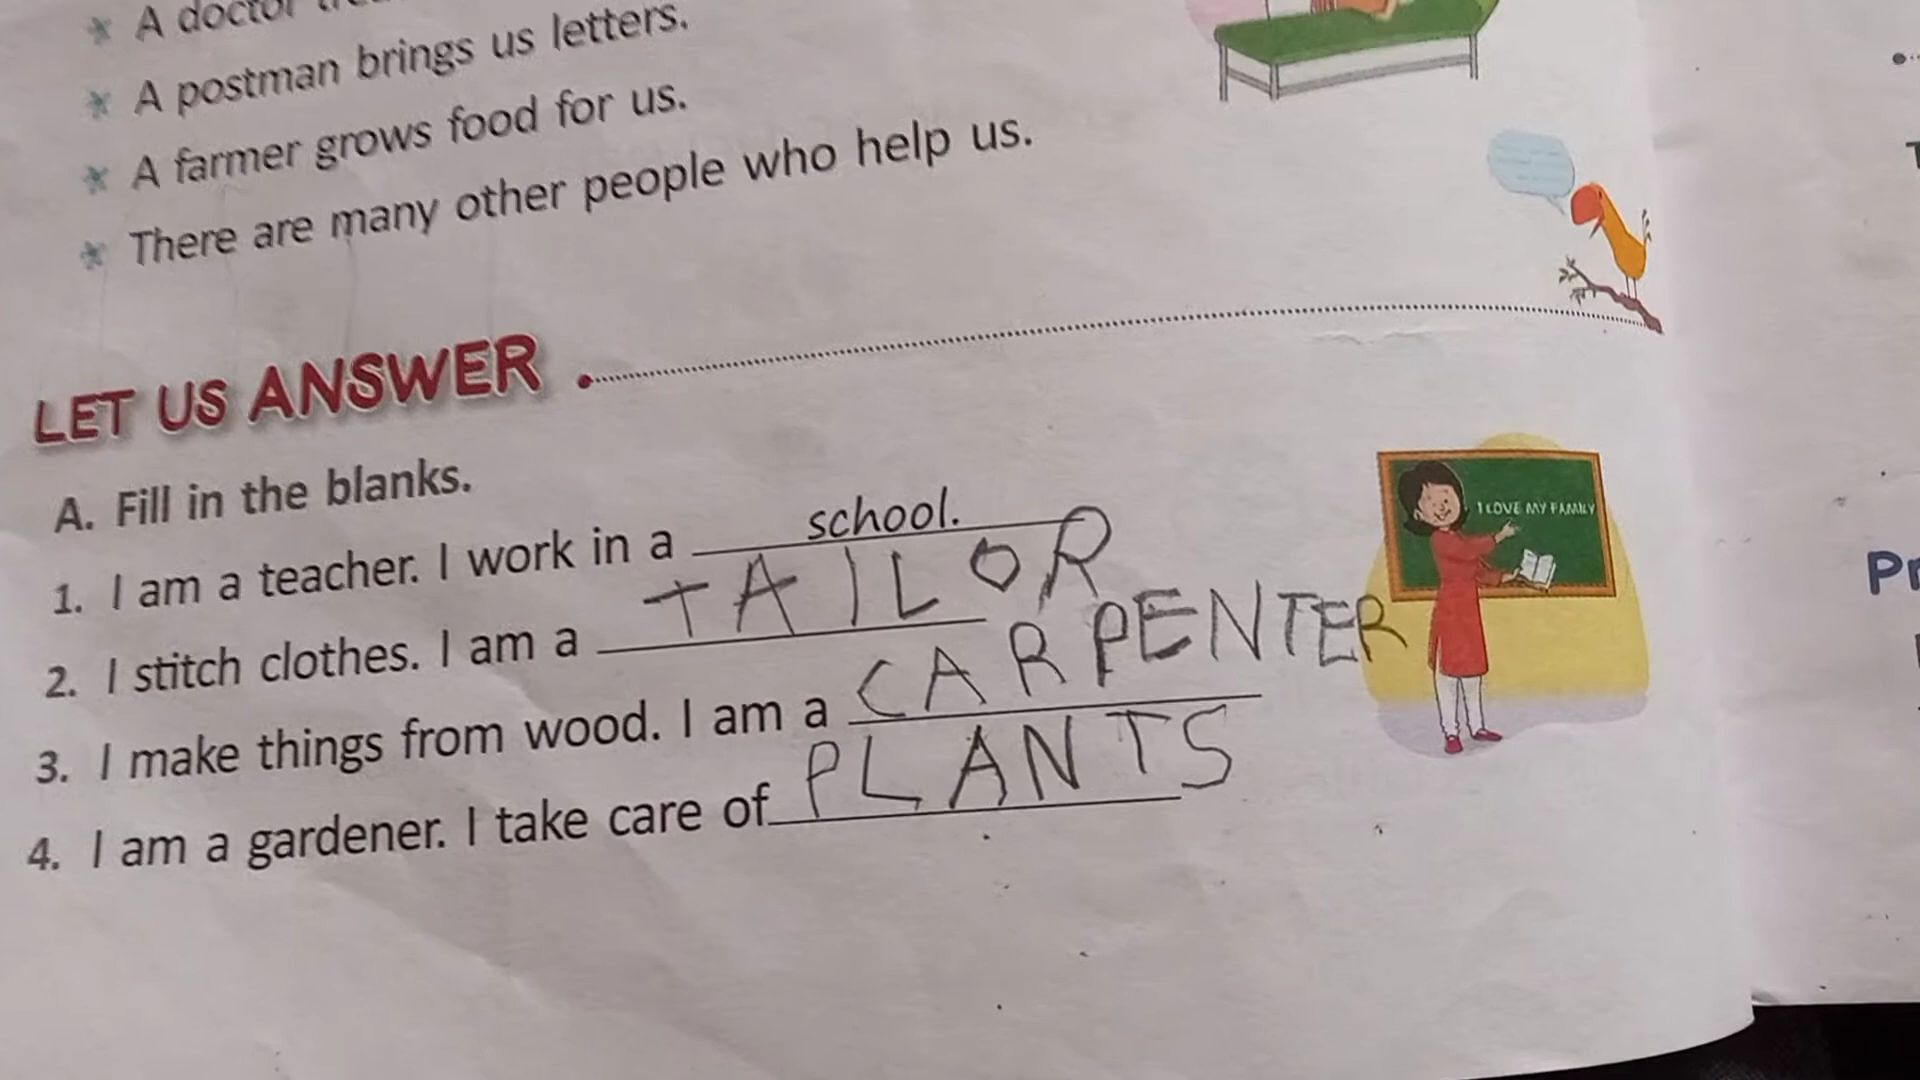 A doctor
A postman brings us letters.
A farmer grows food for us.
There are many other people who help us.
LET US ANSWER
A. Fill in the blanks.
1. I am a teacher. I work in a school.
2. I stitch clothes. I am a TAILOR
3. I make things from wood. I am a CARPENTER
4. I am a gardener. I take care of PLANTS
I LOVE MY FAMILY
Pr